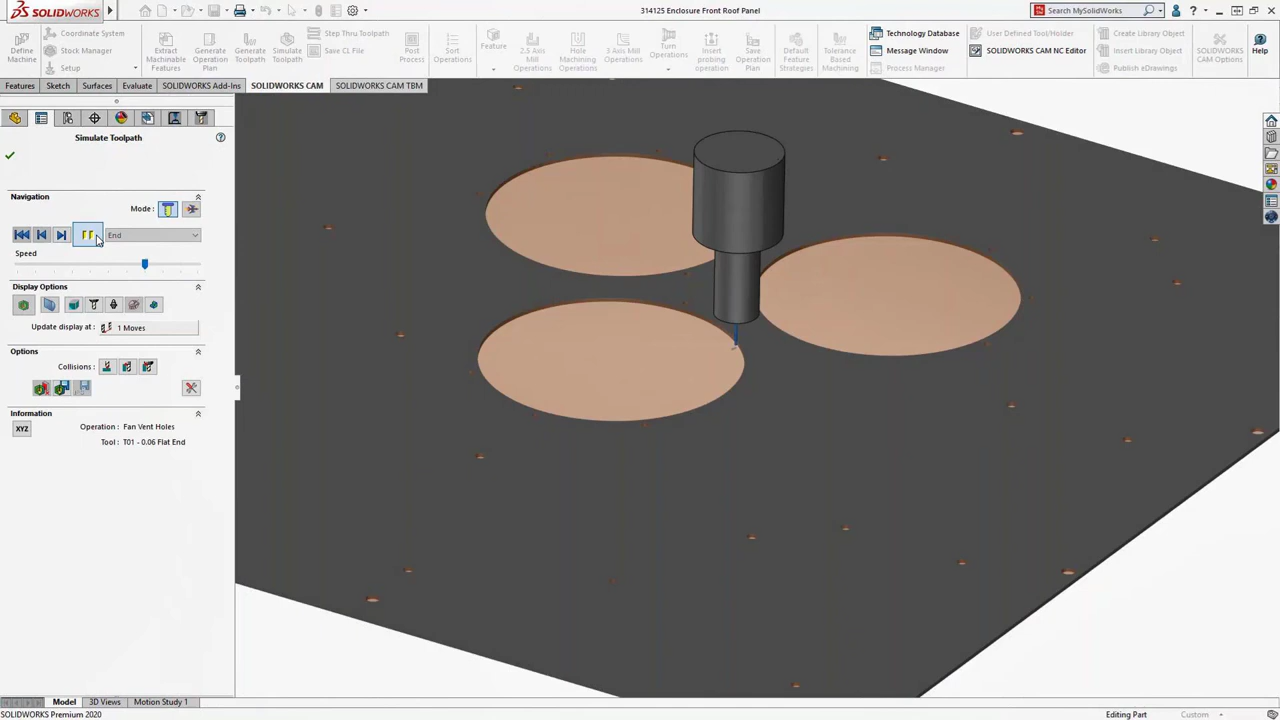 SOLIDWORKS
314125 Enclosure Front Roof Panel
Search MySolidWorks
Define Machine
Coordinate System
Stock Manager
Setup
Extract Machinable Features
Generate Operation Plan
Generate Toolpath
Simulate Toolpath
Step Thru Toolpath
Save CL File
Post Process
Sort Operations
Feature
2.5 Axis Mill Operations
Hole Machining Operations
3 Axis Mill Operations
Turn Operations
Insert probing operation
Save Operation Plan
Default Feature Strategies
Tolerance Based Machining
Technology Database
Message Window
Process Manager
User Defined Tool/Holder
SOLIDWORKS CAM NC Editor
Create Library Object
Insert Library Object
Publish eDrawings
SOLIDWORKS CAM Options
Help
Features
Sketch
Surfaces
Evaluate
SOLIDWORKS Add-Ins
SOLIDWORKS CAM
SOLIDWORKS CAM TBM
Simulate Toolpath
Navigation
Mode :
End
Speed
Display Options
Update display at : 1 Moves
Options
Collisions :
Information
XYZ
Operation : Fan Vent Holes
Tool : T01 - 0.06 Flat End
Model
3D Views
Motion Study 1
SOLIDWORKS Premium 2020
Editing Part
Custom